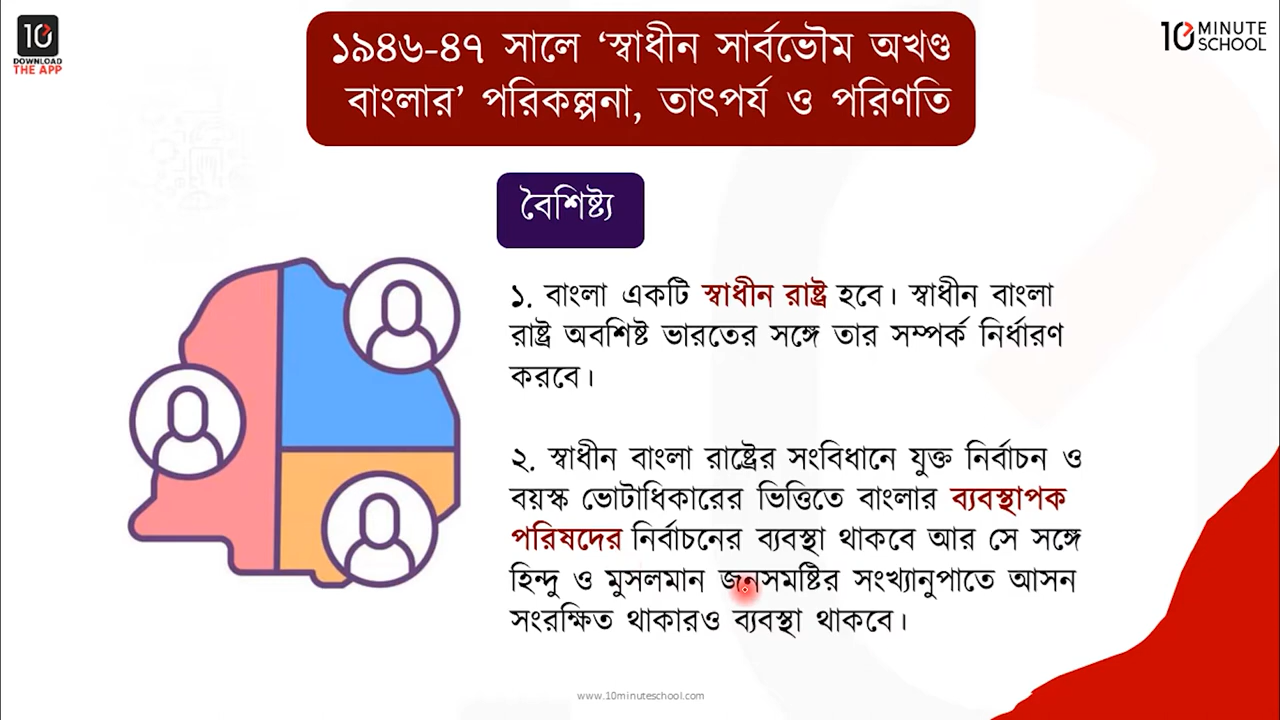 10
DOWNLOAD
THE APP
১৯৪৬-৪৭ সালে ‘স্বাধীন সার্বভৌম অখণ্ড
বাংলার’ পরিকল্পনা, তাৎপর্য ও পরিণতি
10 MINUTE
SCHOOL
বৈশিষ্ট্য
১. বাংলা একটি স্বাধীন রাষ্ট্র হবে। স্বাধীন বাংলা
রাষ্ট্র অবশিষ্ট ভারতের সঙ্গে তার সম্পর্ক নির্ধারণ
করবে।
২. স্বাধীন বাংলা রাষ্ট্রের সংবিধানে যুক্ত নির্বাচন ও
বয়স্ক ভোটাধিকারের ভিত্তিতে বাংলার ব্যবস্থাপক
পরিষদের নির্বাচনের ব্যবস্থা থাকবে আর সে সঙ্গে
হিন্দু ও মুসলমান জনসমষ্টির সংখ্যানুপাতে আসন
সংরক্ষিত থাকারও ব্যবস্থা থাকবে।
www.10minuteschool.com